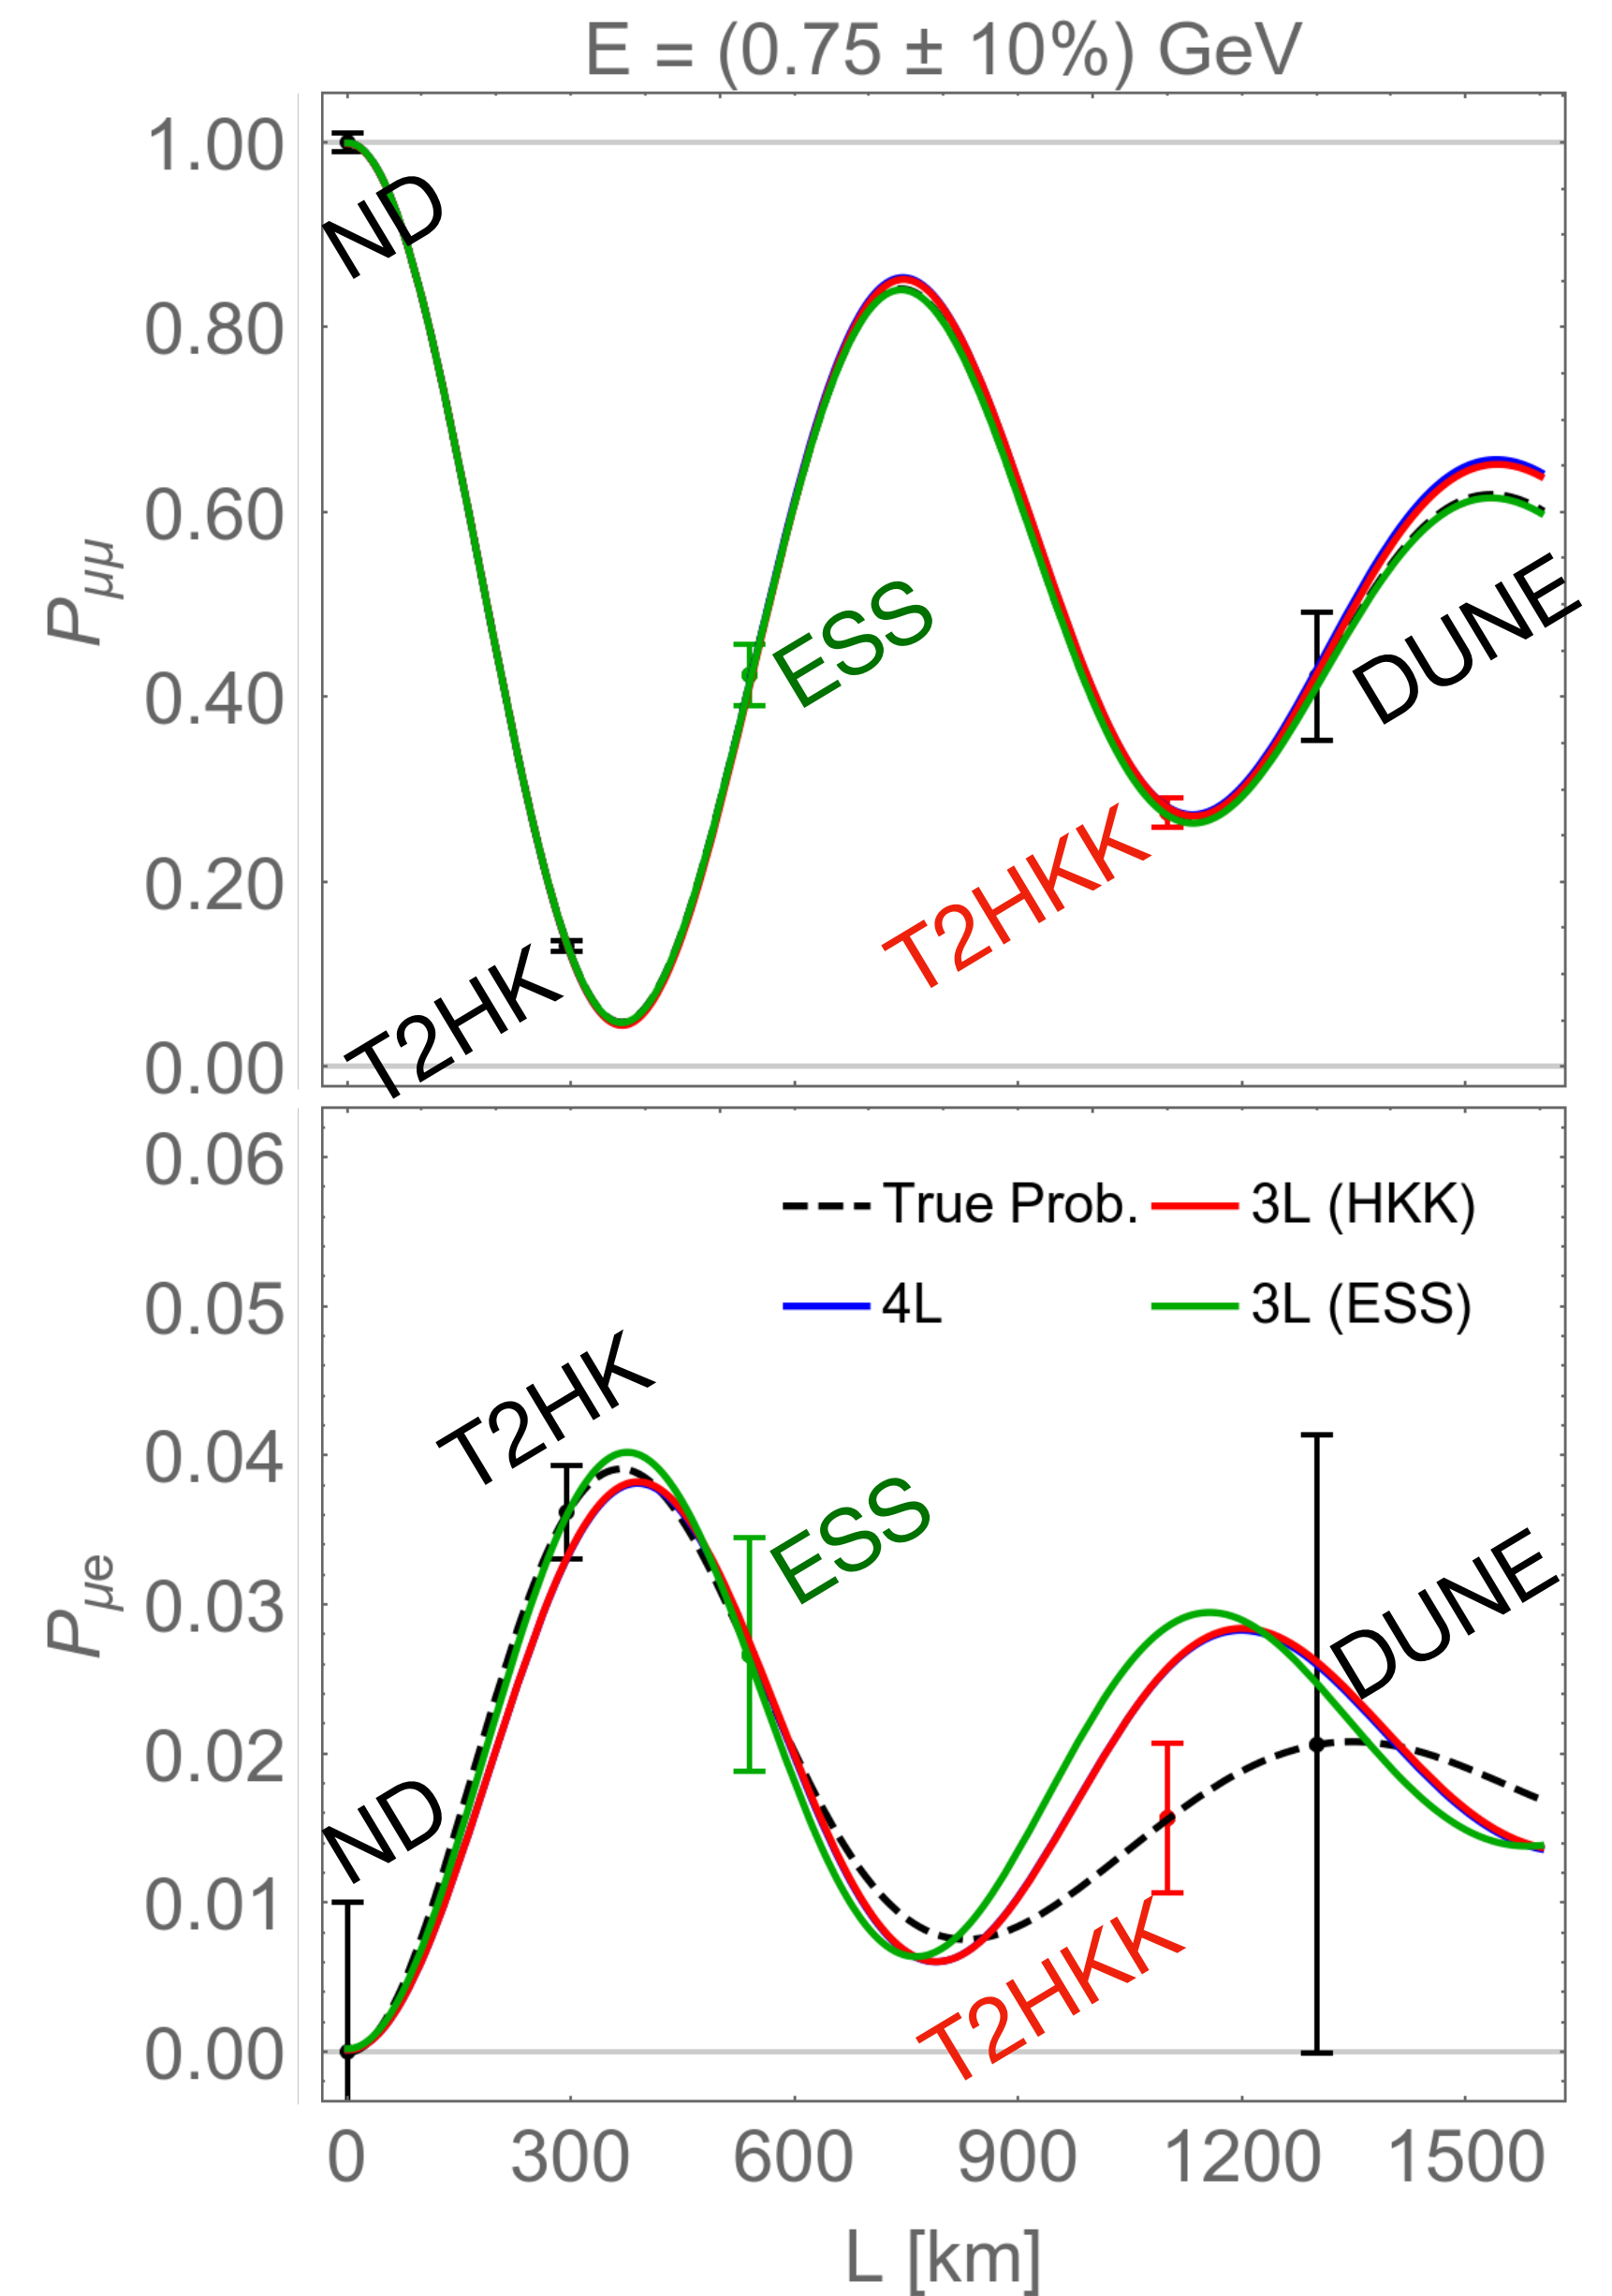 E = (0.75 ± 10%) GeV
1.00
0.80
0.60
0.40
0.20
0.00
Pμμ
ND
T2HK
ESS
T2HKK
DUNE
0.06
0.05
0.04
0.03
0.02
0.01
0.00
Pμe
True Prob.
3L (HKK)
4L
3L (ESS)
T2HK
ESS
DUNE
ND
T2HKK
0 300 600 900 1200 1500
L [km]